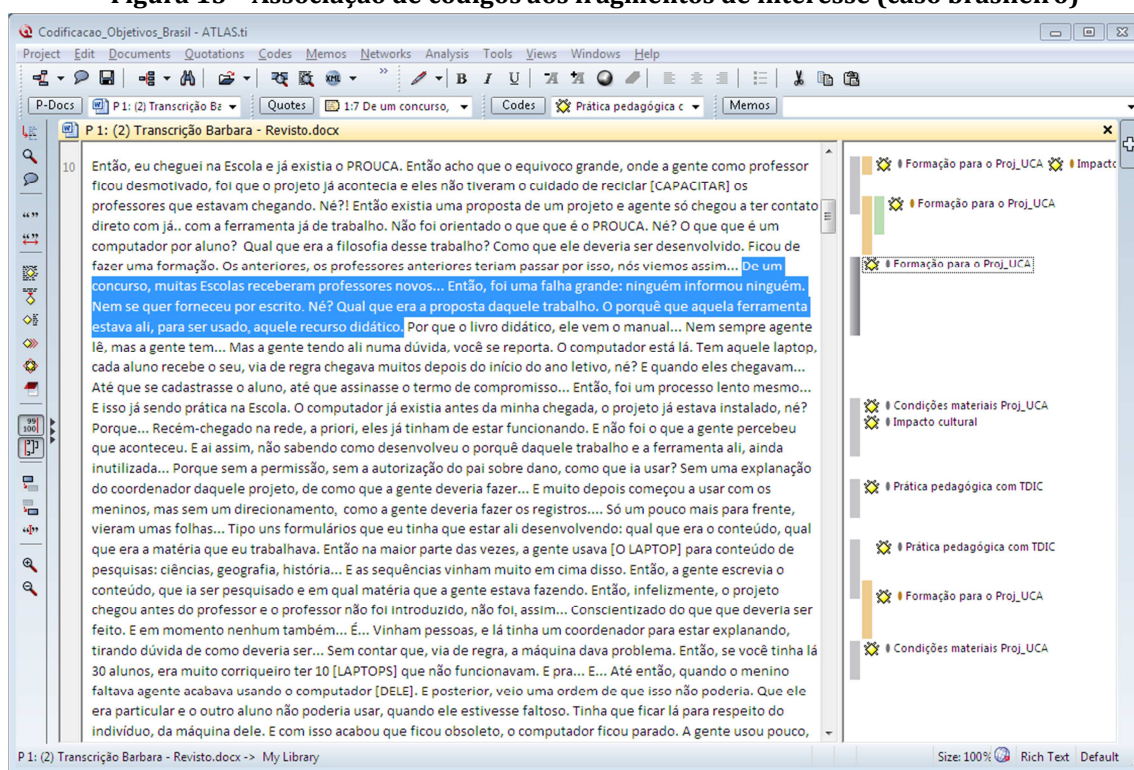 Figura 15 – Associação de códigos aos fragmentos de interesse (caso brasileiro)
Codificacao_Objetivos_Brasil - ATLAS.ti
Project Edit Documents Quotations Codes Memos Networks Analysis Tools Views Windows Help
B I U A A
P-Docs P 1: (2) Transcrição Ba Quotes 1:7 De um concurso, Codes Prática pedagógica c Memos
P 1: (2) Transcrição Barbara - Revisto.docx
10 Então, eu cheguei na Escola e já existia o PROUCA. Então acho que o equivoco grande, onde a gente como professor
ficou desmotivado, foi que o projeto já acontecia e eles não tiveram o cuidado de reciclar [CAPACITAR] os
professores que estavam chegando. Né?! Então existia uma proposta de um projeto e agente só chegou a ter contato
direto com já.. com a ferramenta já de trabalho. Não foi orientado o que que é o PROUCA. Né? O que que é um
computador por aluno? Qual que era a filosofia desse trabalho? Como que ele deveria ser desenvolvido. Ficou de
fazer uma formação. Os anteriores, os professores anteriores teriam passar por isso, nós viemos assim... De um
concurso, muitas Escolas receberam professores novos... Então, foi uma falha grande: ninguém informou ninguém.
Nem se quer forneceu por escrito. Né? Qual que era a proposta daquele trabalho. O porquê que aquela ferramenta
estava ali, para ser usado, aquele recurso didático. Por que o livro didático, ele vem o manual... Nem sempre agente
lê, mas a gente tem... Mas a gente tendo ali numa dúvida, você se reporta. O computador está lá. Tem aquele laptop,
cada aluno recebe o seu, via de regra chegava muitos depois do início do ano letivo, né? E quando eles chegavam...
Até que se cadastrasse o aluno, até que assinasse o termo de compromisso... Então, foi um processo lento mesmo...
E isso já sendo prática na Escola. O computador já existia antes da minha chegada, o projeto já estava instalado, né?
Porque... Recém-chegado na rede, a priori, eles já tinham de estar funcionando. E não foi o que a gente percebeu
que aconteceu. E ai assim, não sabendo como desenvolveu o porquê daquele trabalho e a ferramenta ali, ainda
inutilizada... Porque sem a permissão, sem a autorização do pai sobre dano, como que ia usar? Sem uma explanação
do coordenador daquele projeto, de como que a gente deveria fazer... E muito depois começou a usar com os
meninos, mas sem um direcionamento, como a gente deveria fazer os registros.... Só um pouco mais para frente,
vieram umas folhas... Tipo uns formulários que eu tinha que estar ali desenvolvendo: qual que era o conteúdo, qual
que era a matéria que eu trabalhava. Então na maior parte das vezes, a gente usava [O LAPTOP] para conteúdo de
pesquisas: ciências, geografia, história... E as sequências vinham muito em cima disso. Então, a gente escrevia o
conteúdo, que ia ser pesquisado e em qual matéria que a gente estava fazendo. Então, infelizmente, o projeto
chegou antes do professor e o professor não foi introduzido, não foi, assim... Conscientizado do que que deveria ser
feito. E em momento nenhum também... É... Vinham pessoas, e lá tinha um coordenador para estar explanando,
tirando dúvida de como deveria ser... Sem contar que, via de regra, a máquina dava problema. Então, se você tinha lá
30 alunos, era muito corriqueiro ter 10 [LAPTOPS] que não funcionavam. E pra... E... Até então, quando o menino
faltava agente acabava usando o computador [DELE]. E posterior, veio uma ordem de que isso não poderia. Que ele
era particular e o outro aluno não poderia usar, quando ele estivesse faltoso. Tinha que ficar lá para respeito do
indivíduo, da máquina dele. E com isso acabou que ficou obsoleto, o computador ficou parado. A gente usou pouco,
Formação para o Proj_UCA Impacto
Formação para o Proj_UCA
Formação para o Proj_UCA
Condições materiais Proj_UCA
Impacto cultural
Prática pedagógica com TDIC
Prática pedagógica com TDIC
Formação para o Proj_UCA
Condições materiais Proj_UCA
P 1: (2) Transcrição Barbara - Revisto.docx -> My Library Size: 100% Rich Text Default